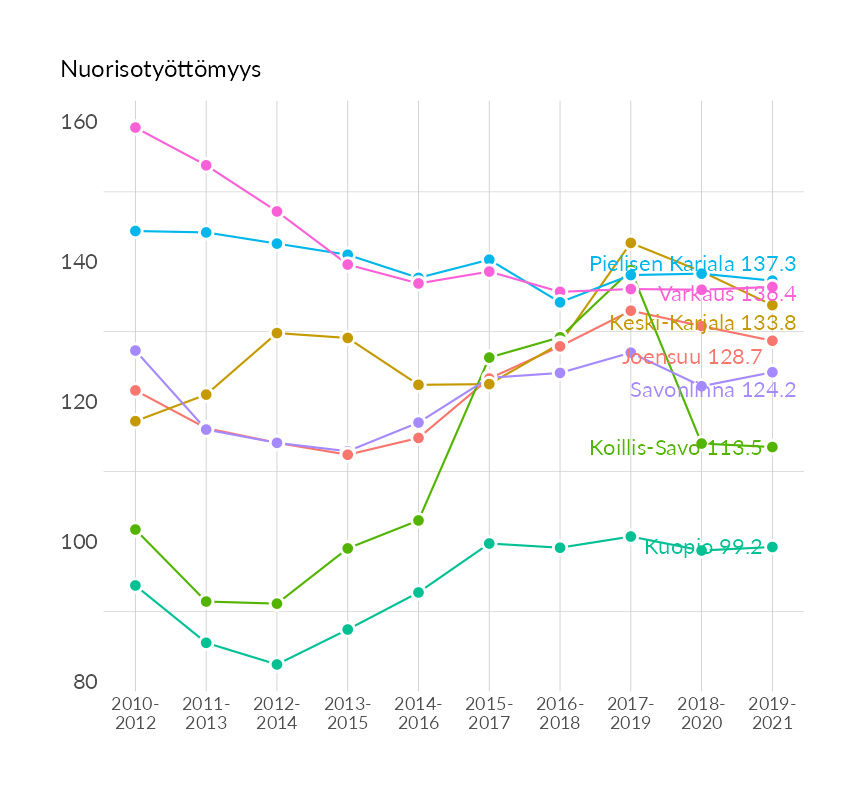 Nuorisotyöttömyys
160
140
120
100
80
Pielisen Karjala 137.3
Varkaus 136.4
Keski-Karjala 133.8
Joensuu 128.7
Savonlinna 124.2
Koillis-Savo 113.5
Kuopio 99.2
2010- 2011- 2012- 2013- 2014- 2015- 2016- 2017- 2018- 2019-
2012 2013 2014 2015 2016 2017 2018 2019 2020 2021